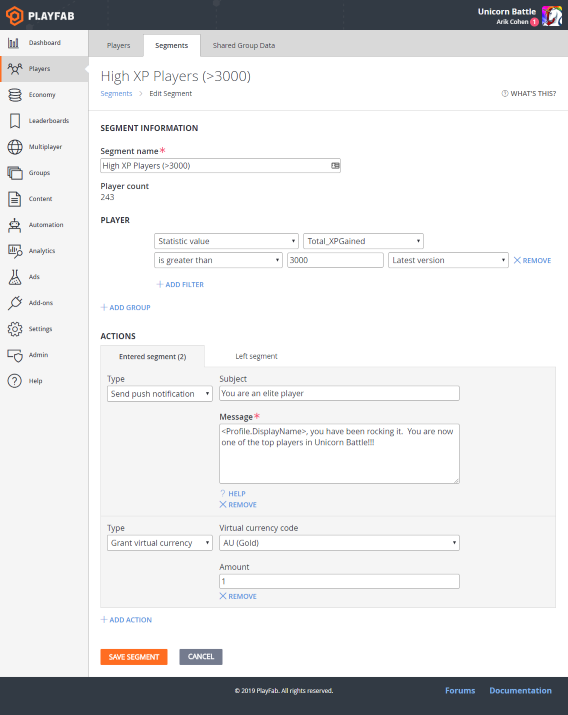 PLAYFAB
Unicorn Battle
Arik Cohen 1
Dashboard
Players
Economy
Leaderboards
Multiplayer
Groups
Content
Automation
Analytics
Ads
Add-ons
Settings
Admin
Help
Players Segments Shared Group Data
High XP Players (>3000)
Segments > Edit Segment
? WHAT'S THIS?
SEGMENT INFORMATION
Segment name*
High XP Players (>3000)
Player count
243
PLAYER
Statistic value Total_XPGained
is greater than 3000 Latest version REMOVE
ADD FILTER
ADD GROUP
ACTIONS
Entered segment (2) Left segment
Type Subject
Send push notification You are an elite player
Message*
<Profile.DisplayName>, you have been rocking it. You are now
one of the top players in Unicorn Battle!!!
? HELP
REMOVE
Type Virtual currency code
Grant virtual currency AU (Gold)
Amount
1
REMOVE
ADD ACTION
SAVE SEGMENT CANCEL
© 2019 PlayFab. All rights reserved. Forums Documentation